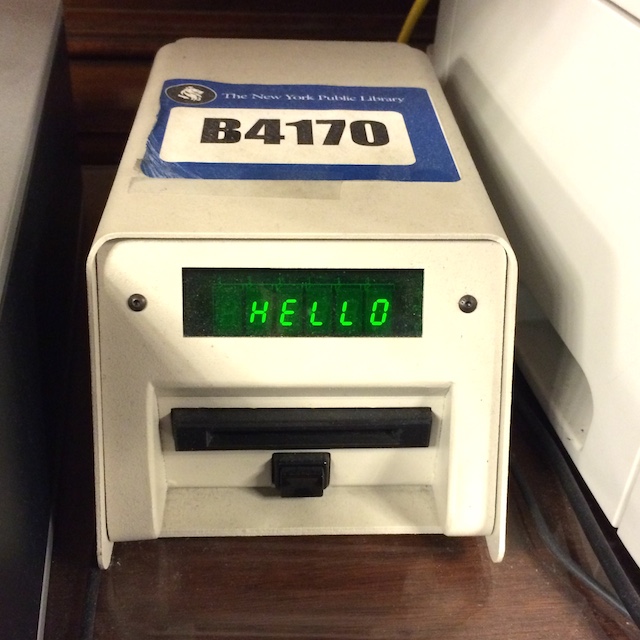 The New York Public Library
B4170
HELLO